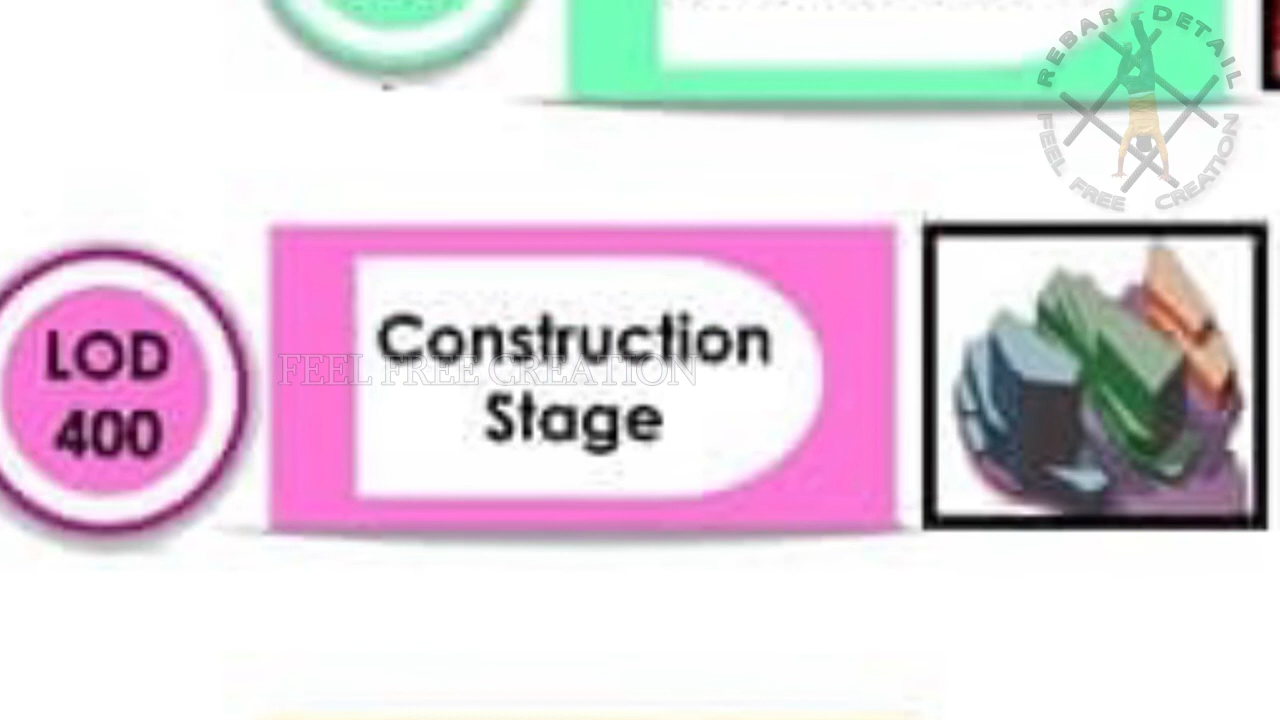 REBAR DETAIL
FEEL FREE CREATION
LOD
400
Construction
Stage
FEEL FREE CREATION